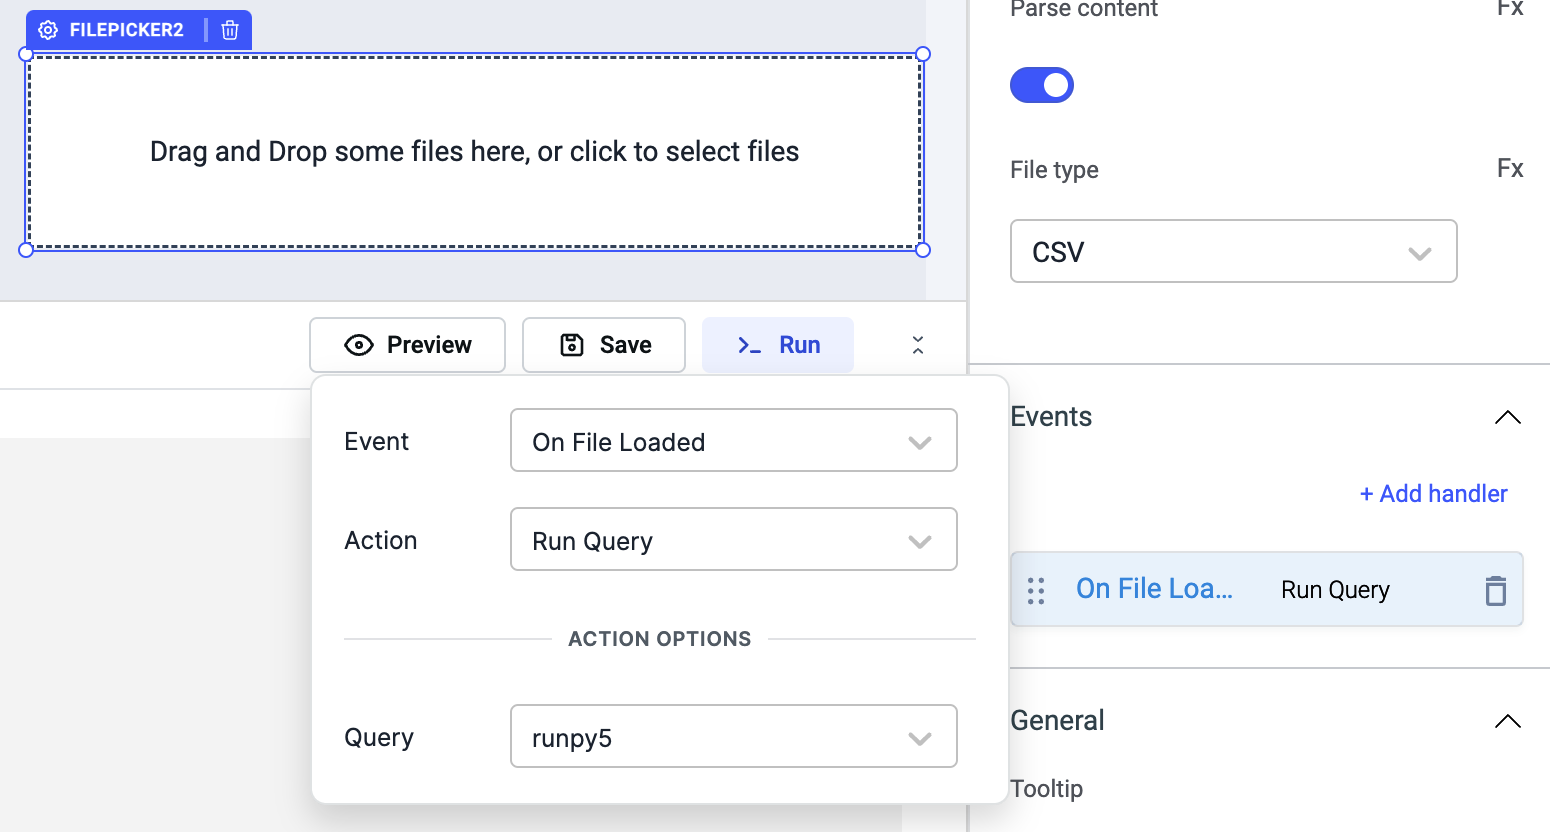 FILEPICKER2
Drag and Drop some files here, or click to select files
Preview
Save
Run
Event
On File Loaded
Action
Run Query
ACTION OPTIONS
Query
runpy5
Parse content
Fx
File type
Fx
CSV
Events
+ Add handler
On File Loa...
Run Query
General
Tooltip